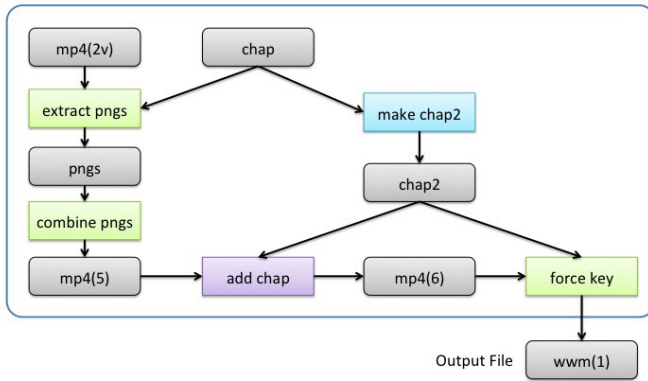 mp4(2v)
chap
extract pngs
make chap2
pngs
chap2
combine pngs
mp4(5)
add chap
mp4(6)
force key
Output File
wwm(1)